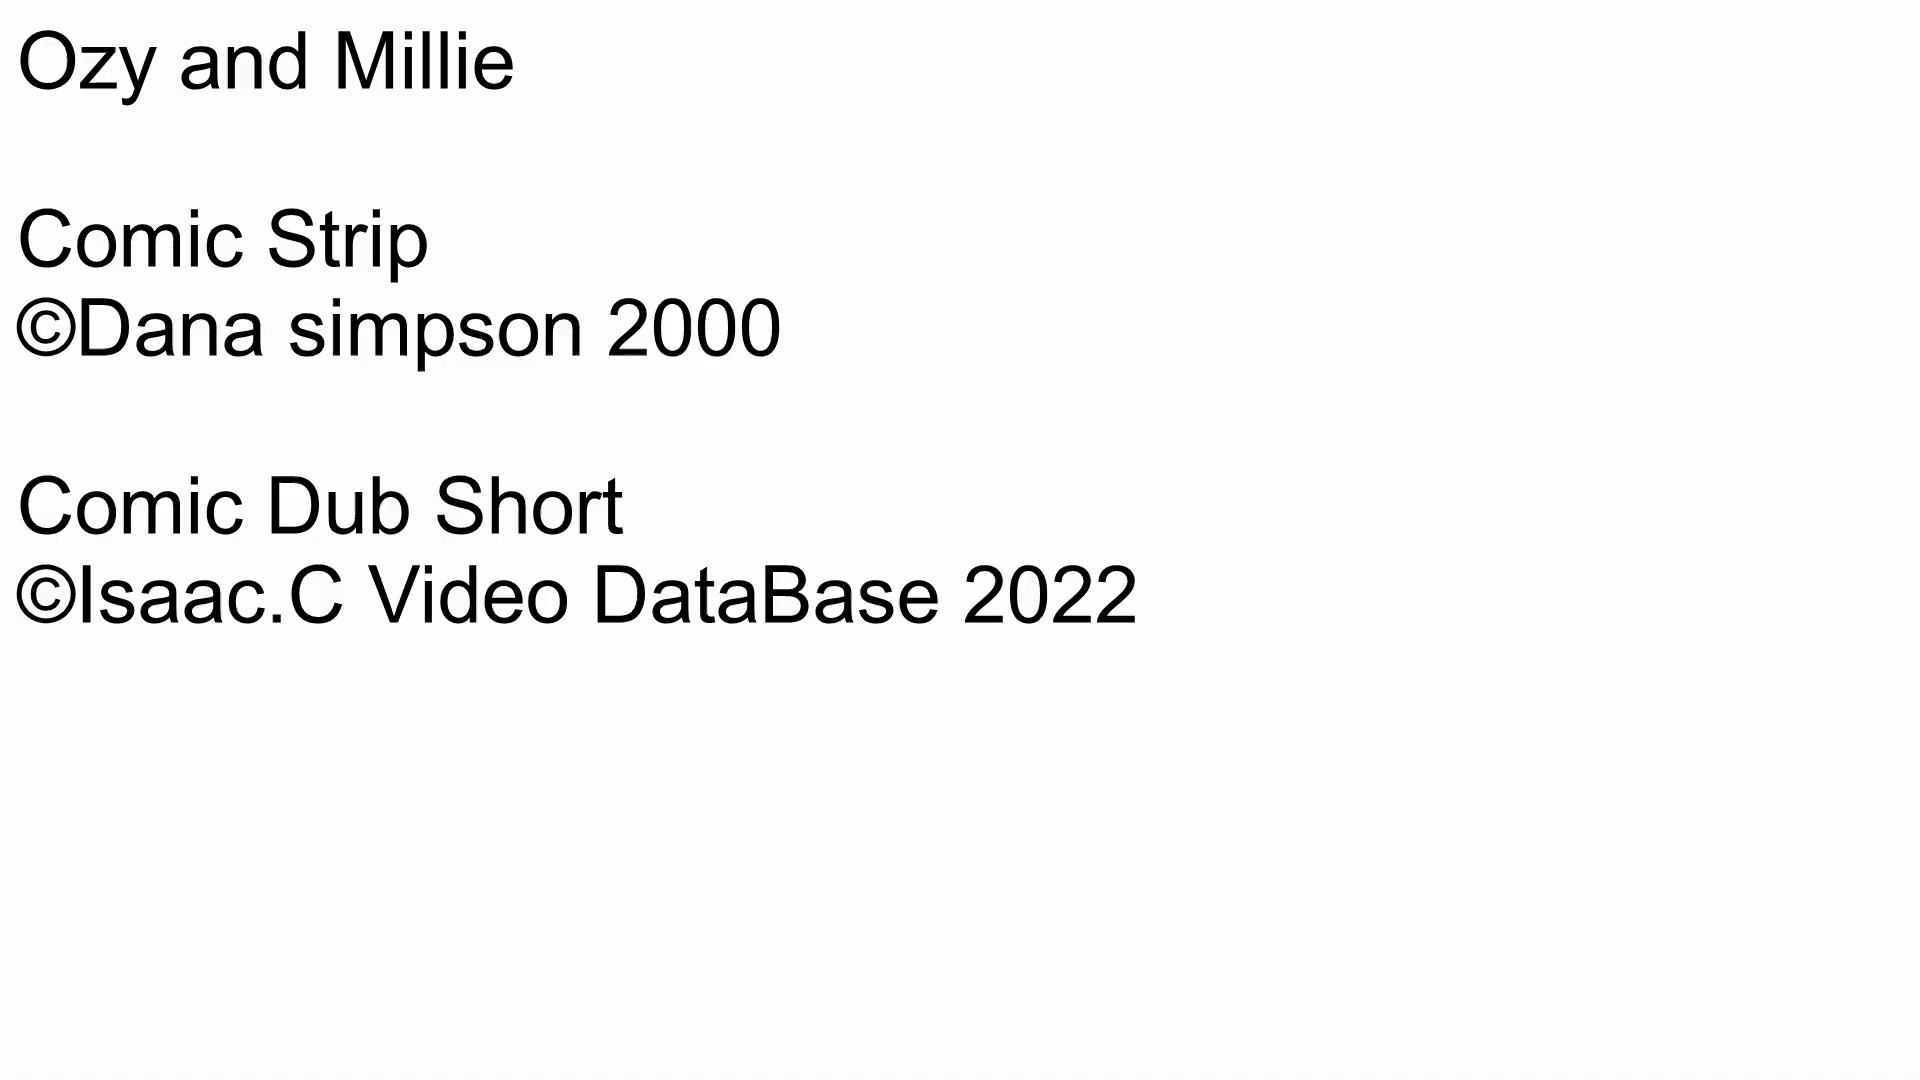 Ozy and Millie
Comic Strip
©Dana simpson 2000
Comic Dub Short
©Isaac.C Video DataBase 2022